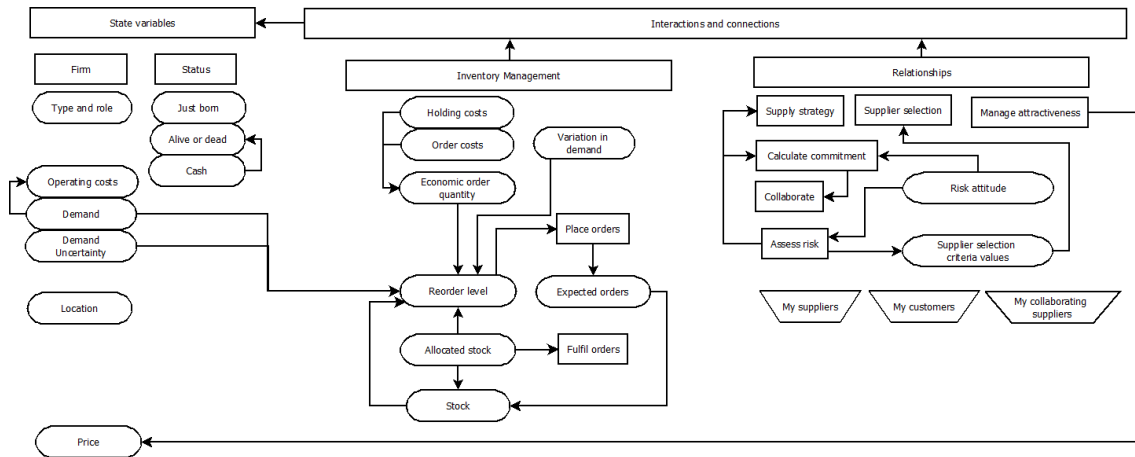 State variables
Interactions and connections
Firm
Status
Inventory Management
Relationships
Type and role
Just born
Alive or dead
Cash
Operating costs
Demand
Demand
Uncertainty
Location
Price
Holding costs
Order costs
Variation in
demand
Economic order
quantity
Place orders
Reorder level
Expected orders
Allocated stock
Fulfil orders
Stock
Supply strategy
Supplier selection
Manage attractiveness
Calculate commitment
Collaborate
Risk attitude
Assess risk
Supplier selection
criteria values
My suppliers
My customers
My collaborating
suppliers